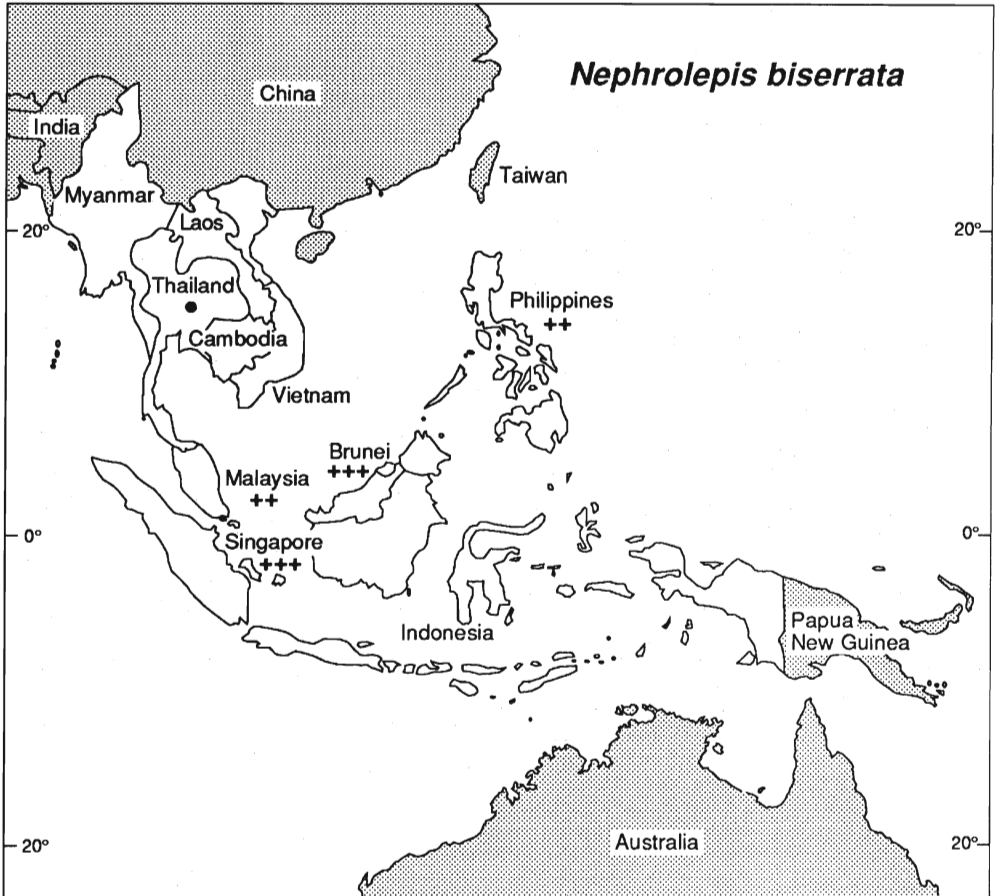 Nephrolepis biserrata
China
India
Taiwan
Myanmar
Laos
20°
20°
Thailand
●
Philippines
++
Cambodia
Vietnam
Brunei
+++
Malaysia
++
0°
0°
Singapore
+++
Indonesia
Papua
New Guinea
Australia
20°
20°